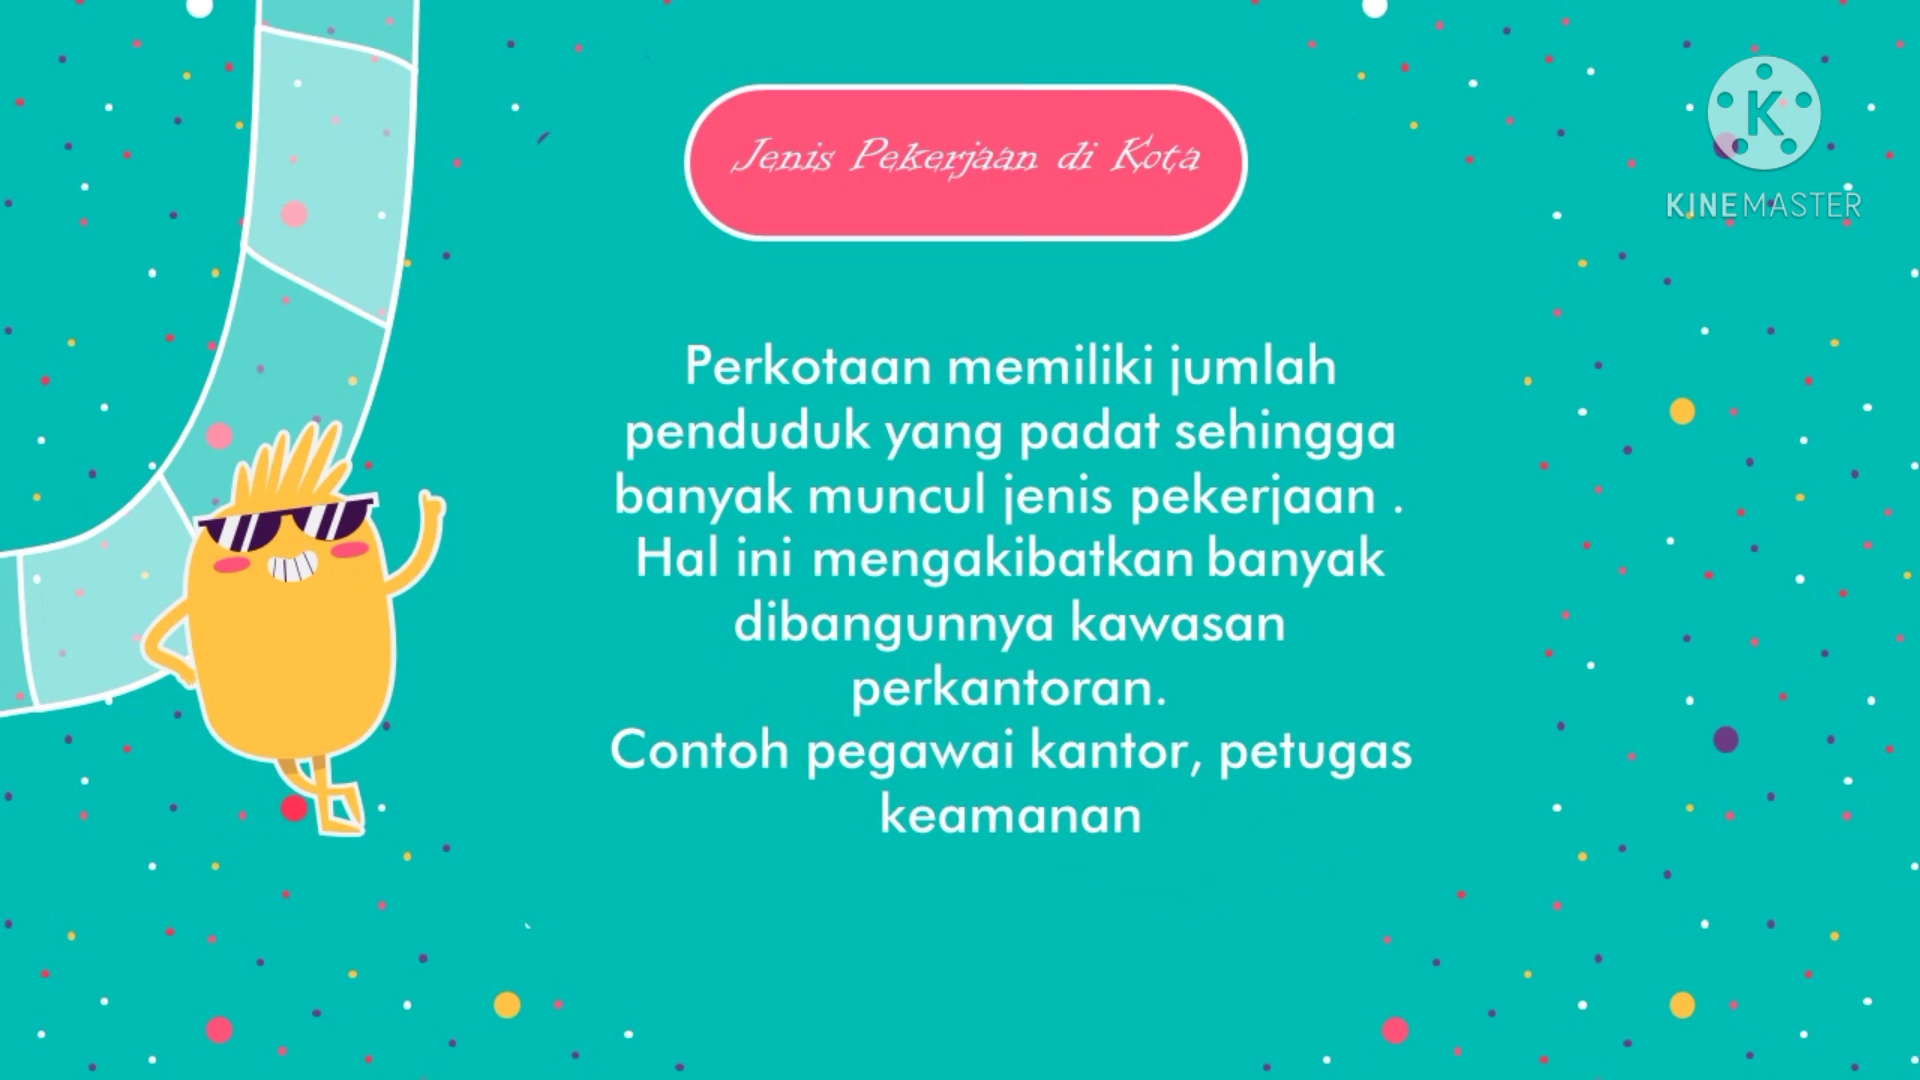 Jenis Pekerjaan di Kota
K
KINEMASTER
Perkotaan memiliki jumlah
penduduk yang padat sehingga
banyak muncul jenis pekerjaan .
Hal ini mengakibatkan banyak
dibangunnya kawasan
perkantoran.
Contoh pegawai kantor, petugas
keamanan